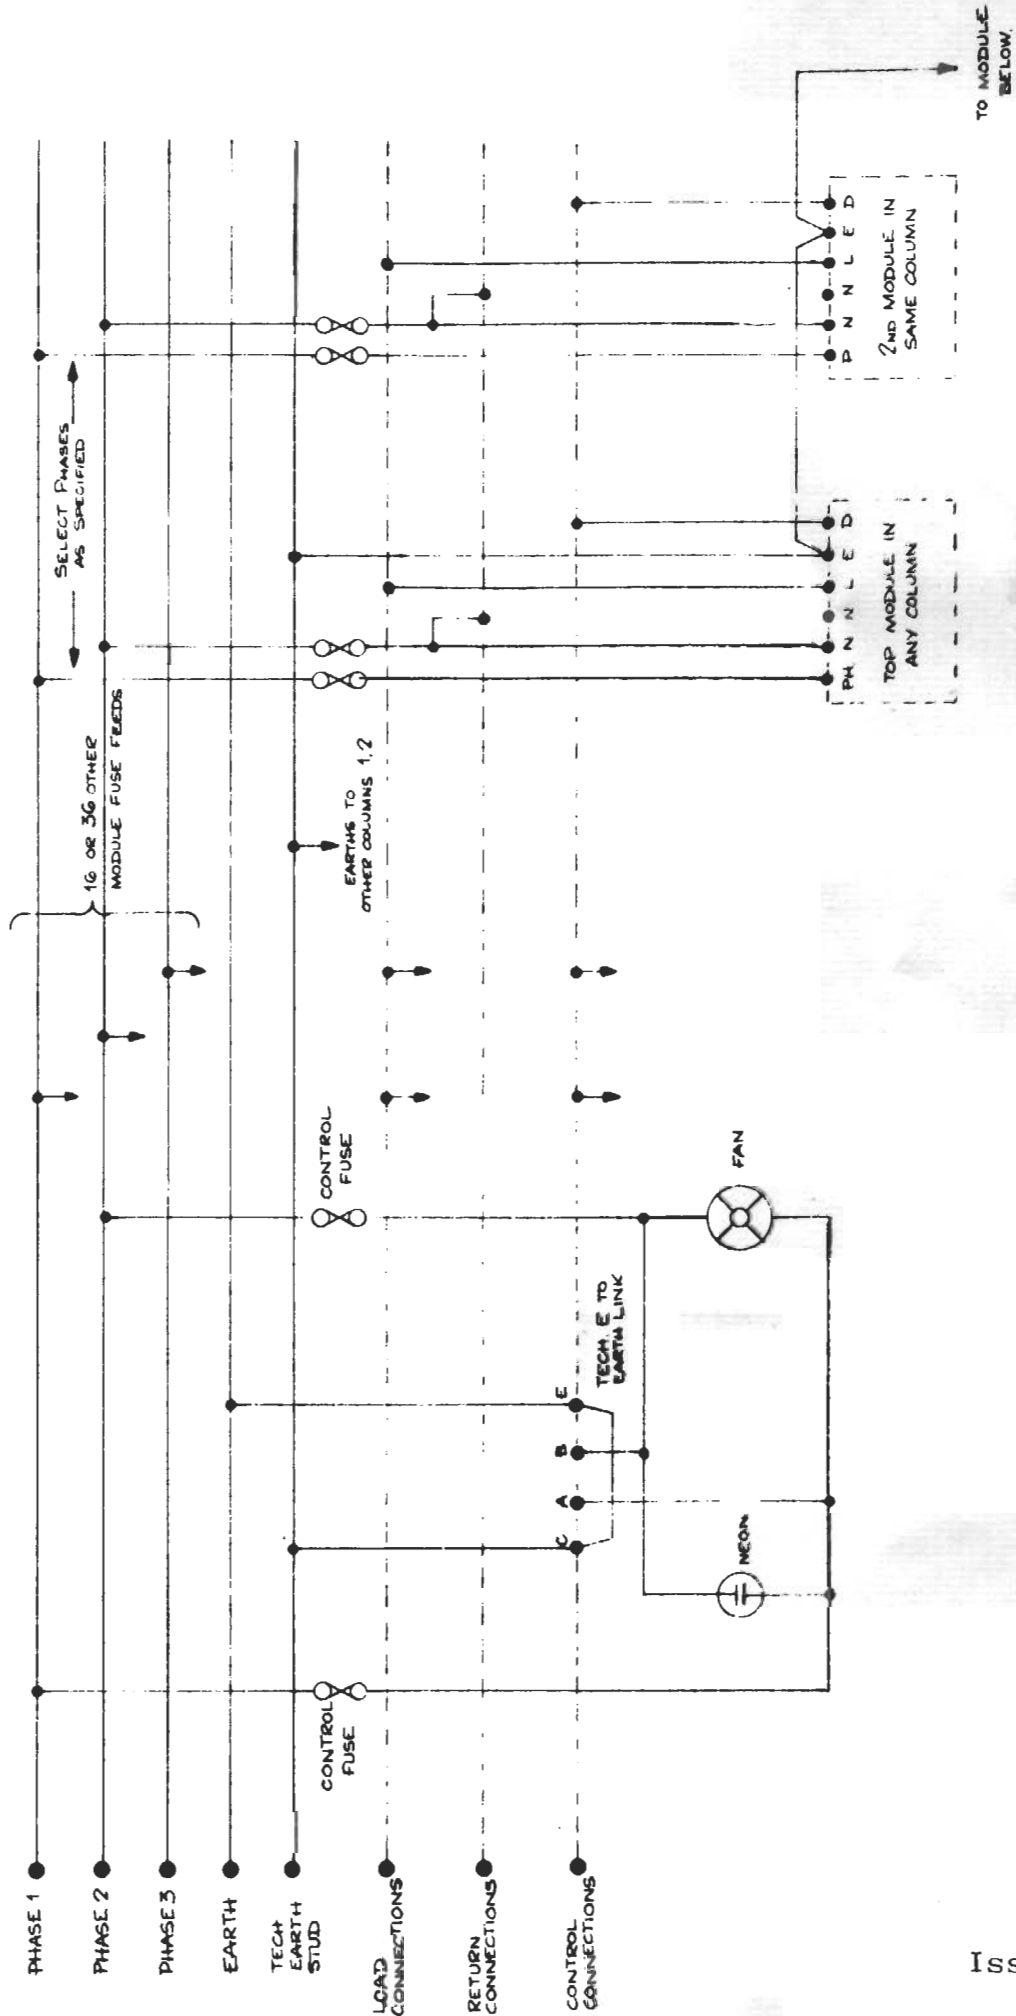 PHASE 1
PHASE 2
PHASE 3
EARTH
TECH
EARTH
STUD
LOAD
CONNECTIONS
RETURN
CONNECTIONS
CONTROL
CONNECTIONS
CONTROL
FUSE
NEON
C
A
B
E
TECH. E TO
EARTH LINK
CONTROL
FUSE
FAN
16 OR 36 OTHER
MODULE FUSE FEEDS
EARTHS TO
OTHER COLUMNS 1,2
SELECT PHASES
AS SPECIFIED
PH N N L E D
TOP MODULE IN
ANY COLUMN
P N N L E D
2ND MODULE IN
SAME COLUMN
TO MODULE
BELOW.
Iss